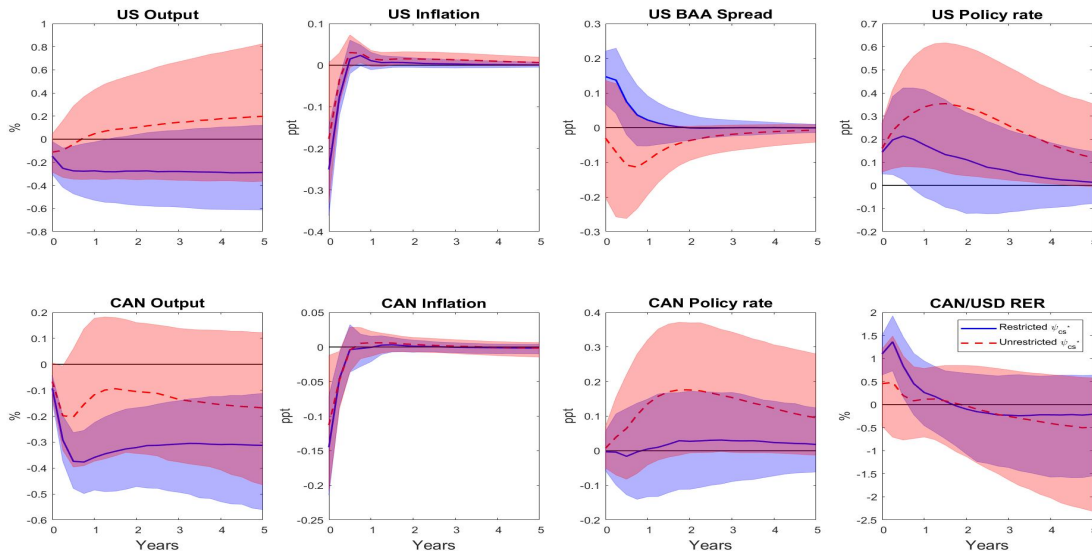 US Output
US Inflation
US BAA Spread
US Policy rate
%
1
0.8
0.6
0.4
0.2
0
-0.2
-0.4
-0.6
-0.8
0 1 2 3 4 5
ppt
0.1
0
-0.1
-0.2
-0.3
-0.4
0 1 2 3 4 5
ppt
0.3
0.2
0.1
0
-0.1
-0.2
-0.3
0 1 2 3 4 5
ppt
0.8
0.6
0.4
0.2
0
-0.2
0 1 2 3 4 5
CAN Output
CAN Inflation
CAN Policy rate
CAN/USD RER
%
0.2
0.1
0
-0.1
-0.2
-0.3
-0.4
-0.5
-0.6
0 1 2 3 4 5
Years
ppt
0.05
0
-0.05
-0.1
-0.15
-0.2
-0.25
0 1 2 3 4 5
Years
ppt
0.5
0.4
0.3
0.2
0.1
0
-0.1
-0.2
0 1 2 3 4 5
Years
%
2
1.5
1
0.5
0
-0.5
-1
-1.5
-2
-2.5
0 1 2 3 4 5
Years
Restricted ψcs*
Unrestricted ψcs*